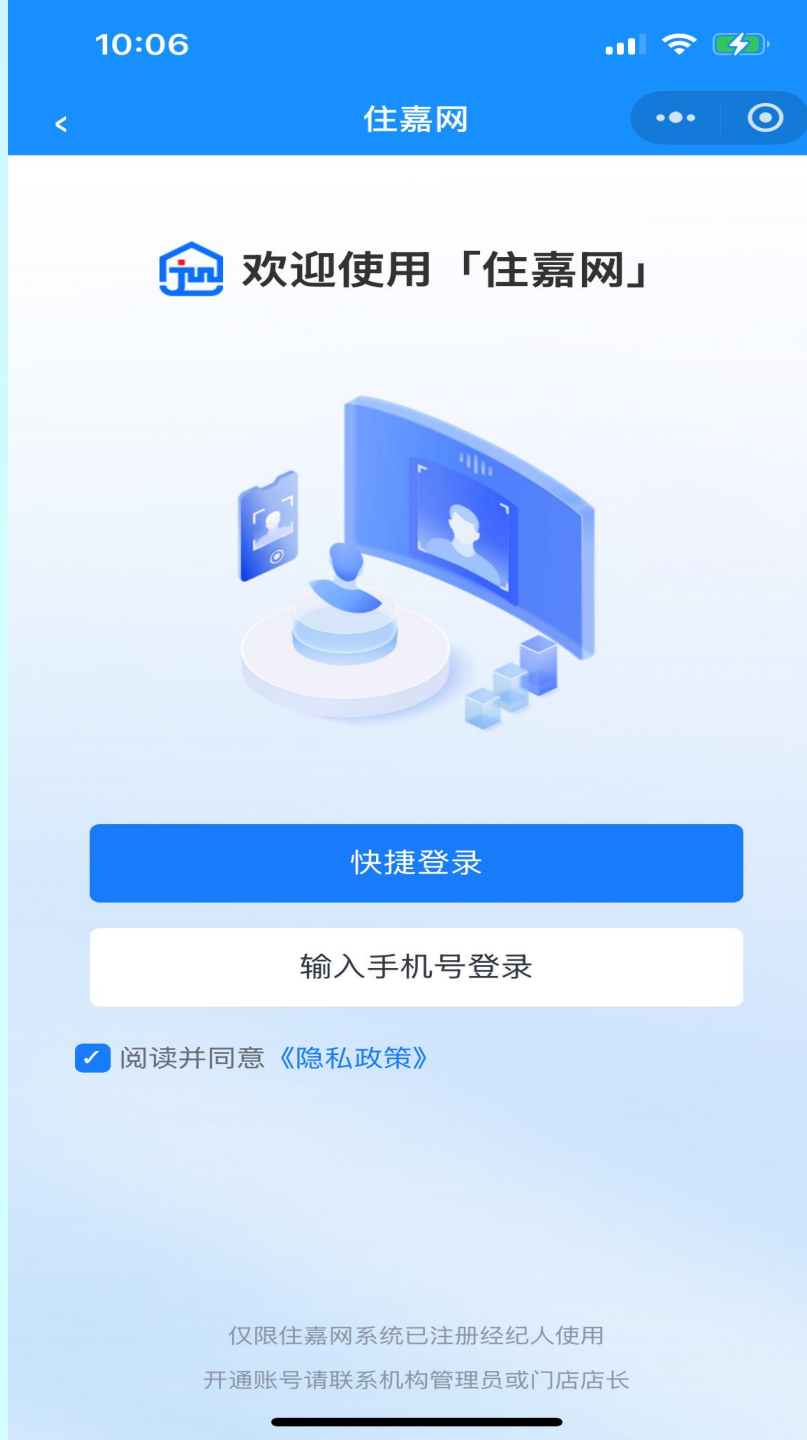 10:06
住嘉网
欢迎使用「住嘉网」
快捷登录
输入手机号登录
阅读并同意《隐私政策》
仅限住嘉网系统已注册经纪人使用
开通账号请联系机构管理员或门店店长